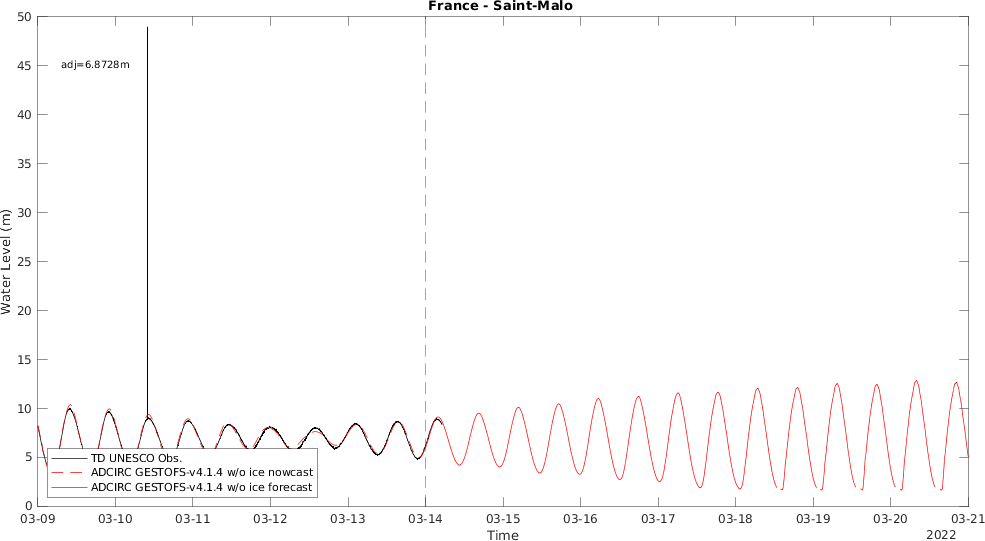 France - Saint-Malo
50
45
40
35
30
25
20
15
10
5
0
Water Level (m)
adj=6.8728m
TD UNESCO Obs.
ADCIRC GESTOFS-v4.1.4 w/o ice nowcast
ADCIRC GESTOFS-v4.1.4 w/o ice forecast
03-09 03-10 03-11 03-12 03-13 03-14 03-15 03-16 03-17 03-18 03-19 03-20 03-21
Time
2022